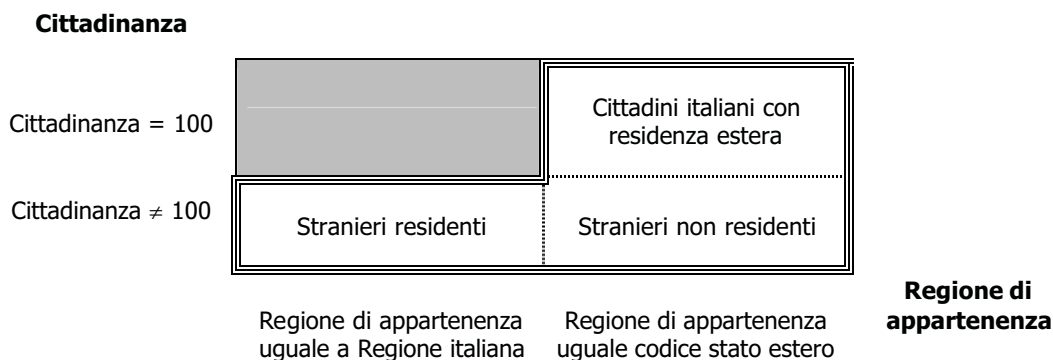 Cittadinanza
Cittadinanza = 100
Cittadini italiani con
residenza estera
Cittadinanza ≠ 100
Stranieri residenti
Stranieri non residenti
Regione di appartenenza
uguale a Regione italiana
Regione di appartenenza
uguale codice stato estero
Regione di
appartenenza